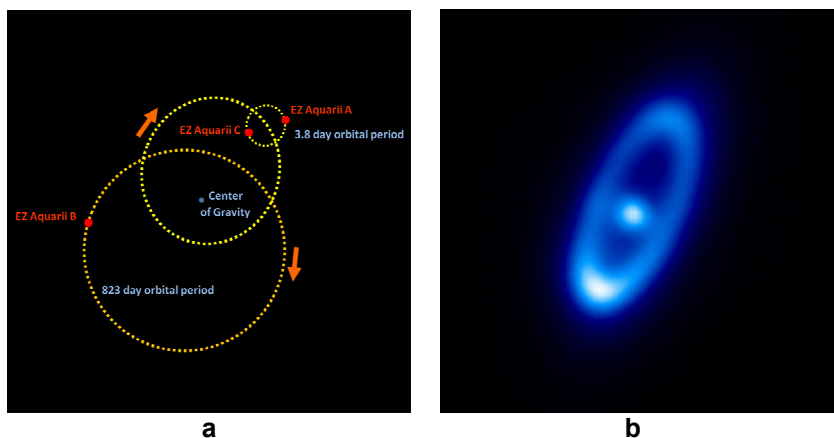 EZ Aquarii A
EZ Aquarii C
3.8 day orbital period
Center
of Gravity
EZ Aquarii B
823 day orbital period
a
b